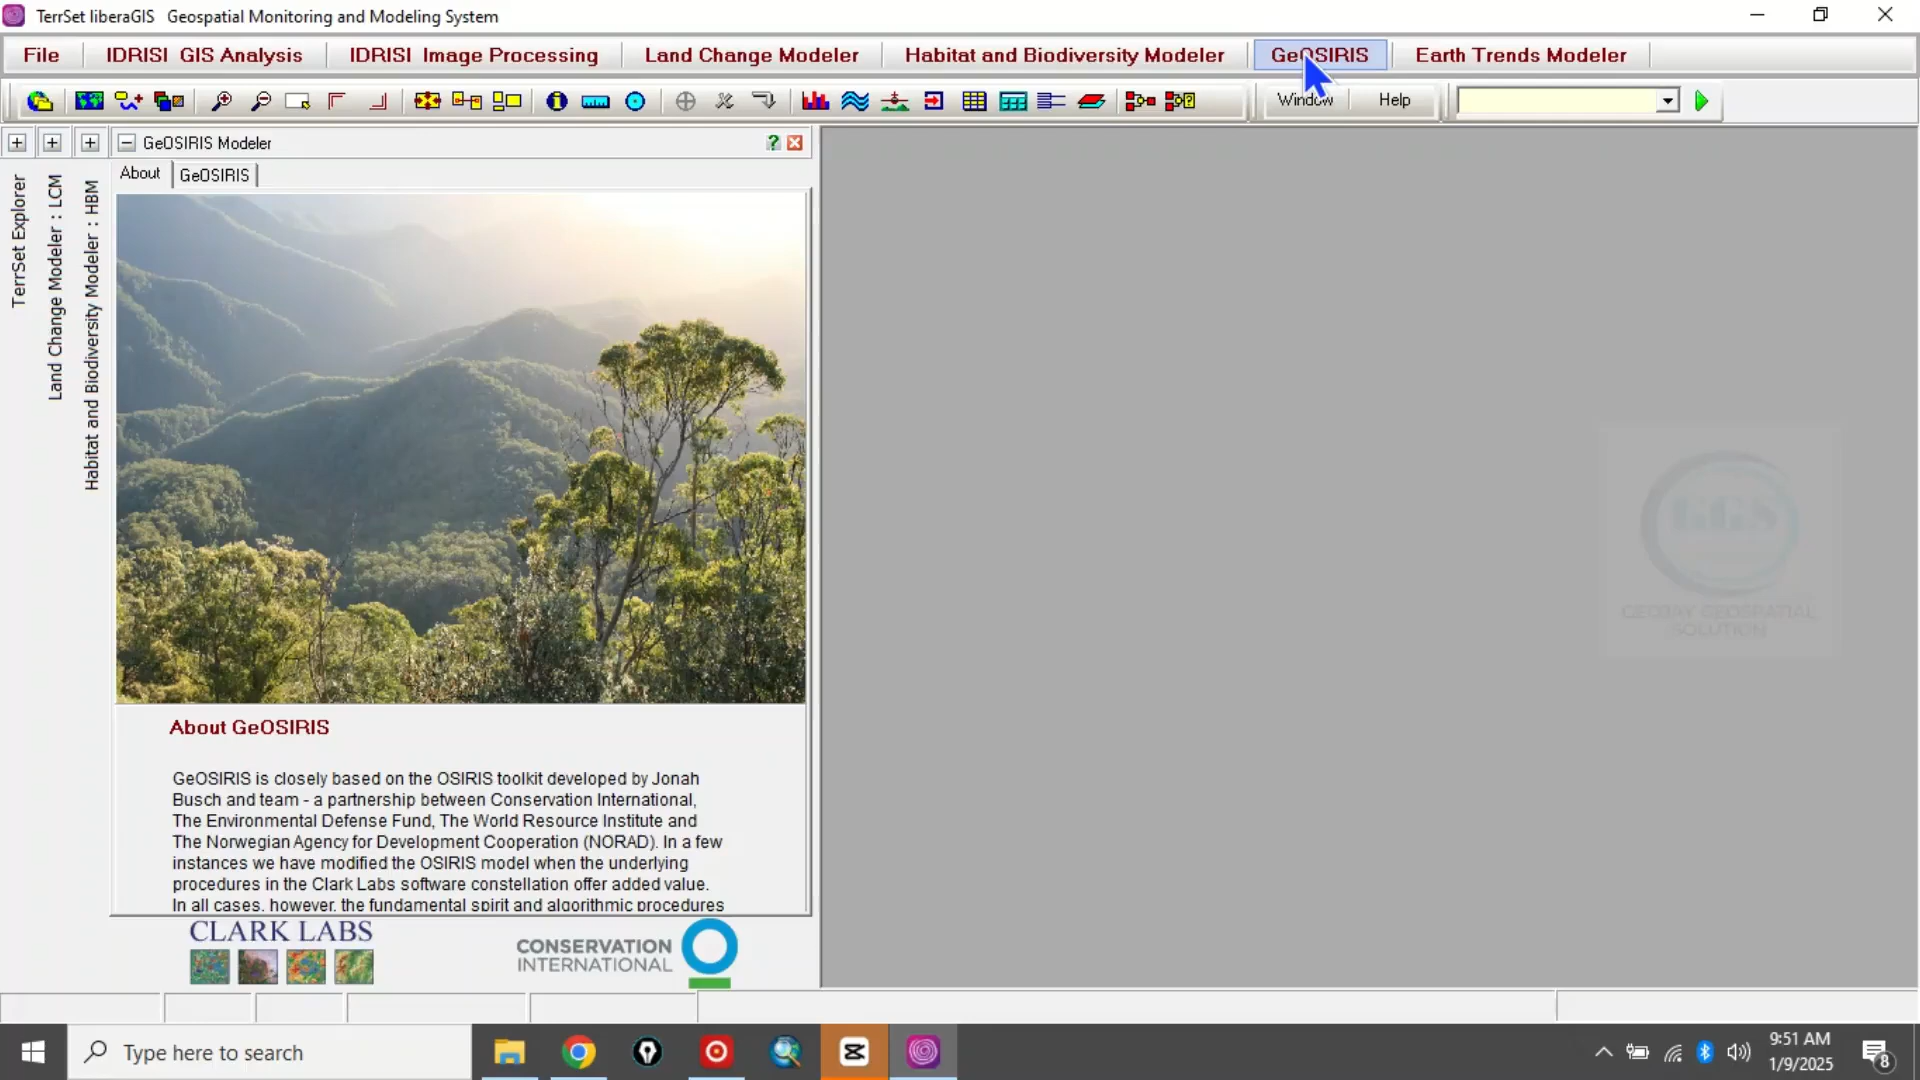 TerrSet liberaGIS   Geospatial Monitoring and Modeling System
File
IDRISI GIS Analysis
IDRISI Image Processing
Land Change Modeler
Habitat and Biodiversity Modeler
GeOSIRIS
Earth Trends Modeler
Window
Help
GeOSIRIS Modeler
?
About
GeOSIRIS
TerrSet Explorer
Land Change Modeler : LCM
Habitat and Biodiversity Modeler : HBM
GGS
GEOBAY GEOSPATIAL
SOLUTION
About GeOSIRIS
GeOSIRIS is closely based on the OSIRIS toolkit developed by Jonah
Busch and team - a partnership between Conservation International,
The Environmental Defense Fund, The World Resource Institute and
The Norwegian Agency for Development Cooperation (NORAD). In a few
instances we have modified the OSIRIS model when the underlying
procedures in the Clark Labs software constellation offer added value.
In all cases, however, the fundamental spirit and algorithmic procedures
CLARK LABS
CONSERVATION
INTERNATIONAL
Type here to search
9:51 AM
1/9/2025
8